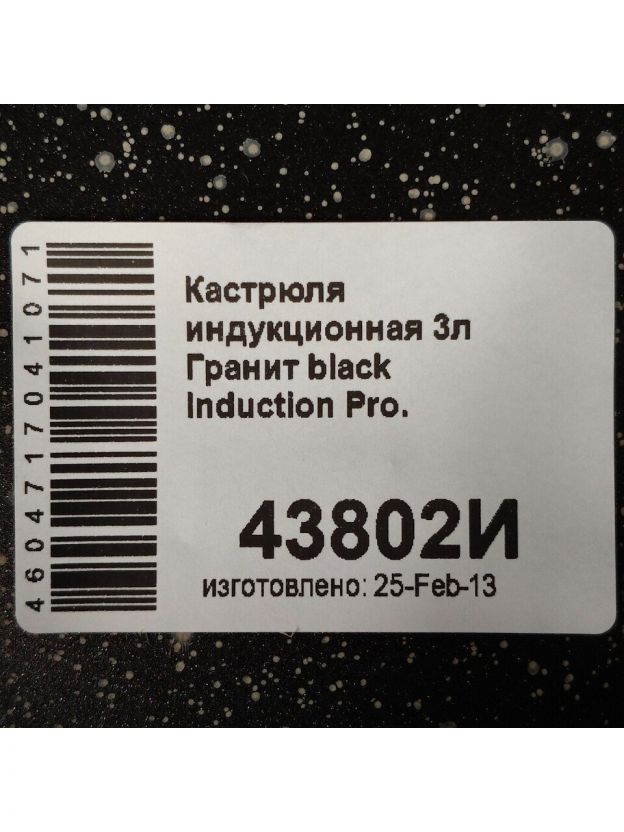 Кастрюля
индукционная 3л
Гранит black
Induction Pro.
43802И
изготовлено: 25-Feb-13
4604717041071